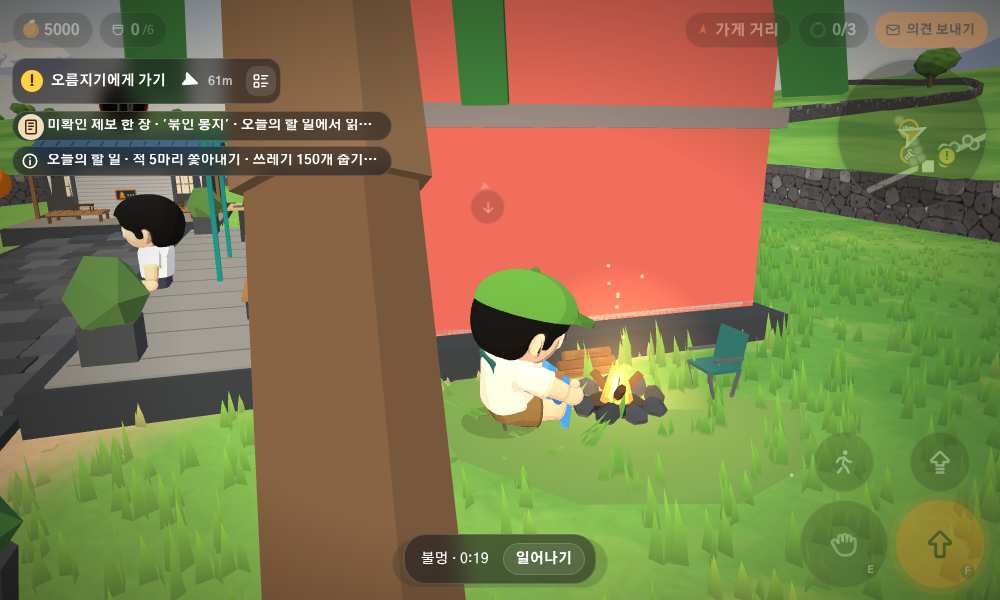 5000
0/6
가게 거리
0/3
의견 보내기
오름지기에게 가기
61m
미확인 제보 한 장 · '묶인 뭉지' · 오늘의 할 일에서 읽…
오늘의 할 일 · 적 5마리 쫓아내기 · 쓰레기 150개 줍기…
불멍 · 0:19
일어나기
E
F